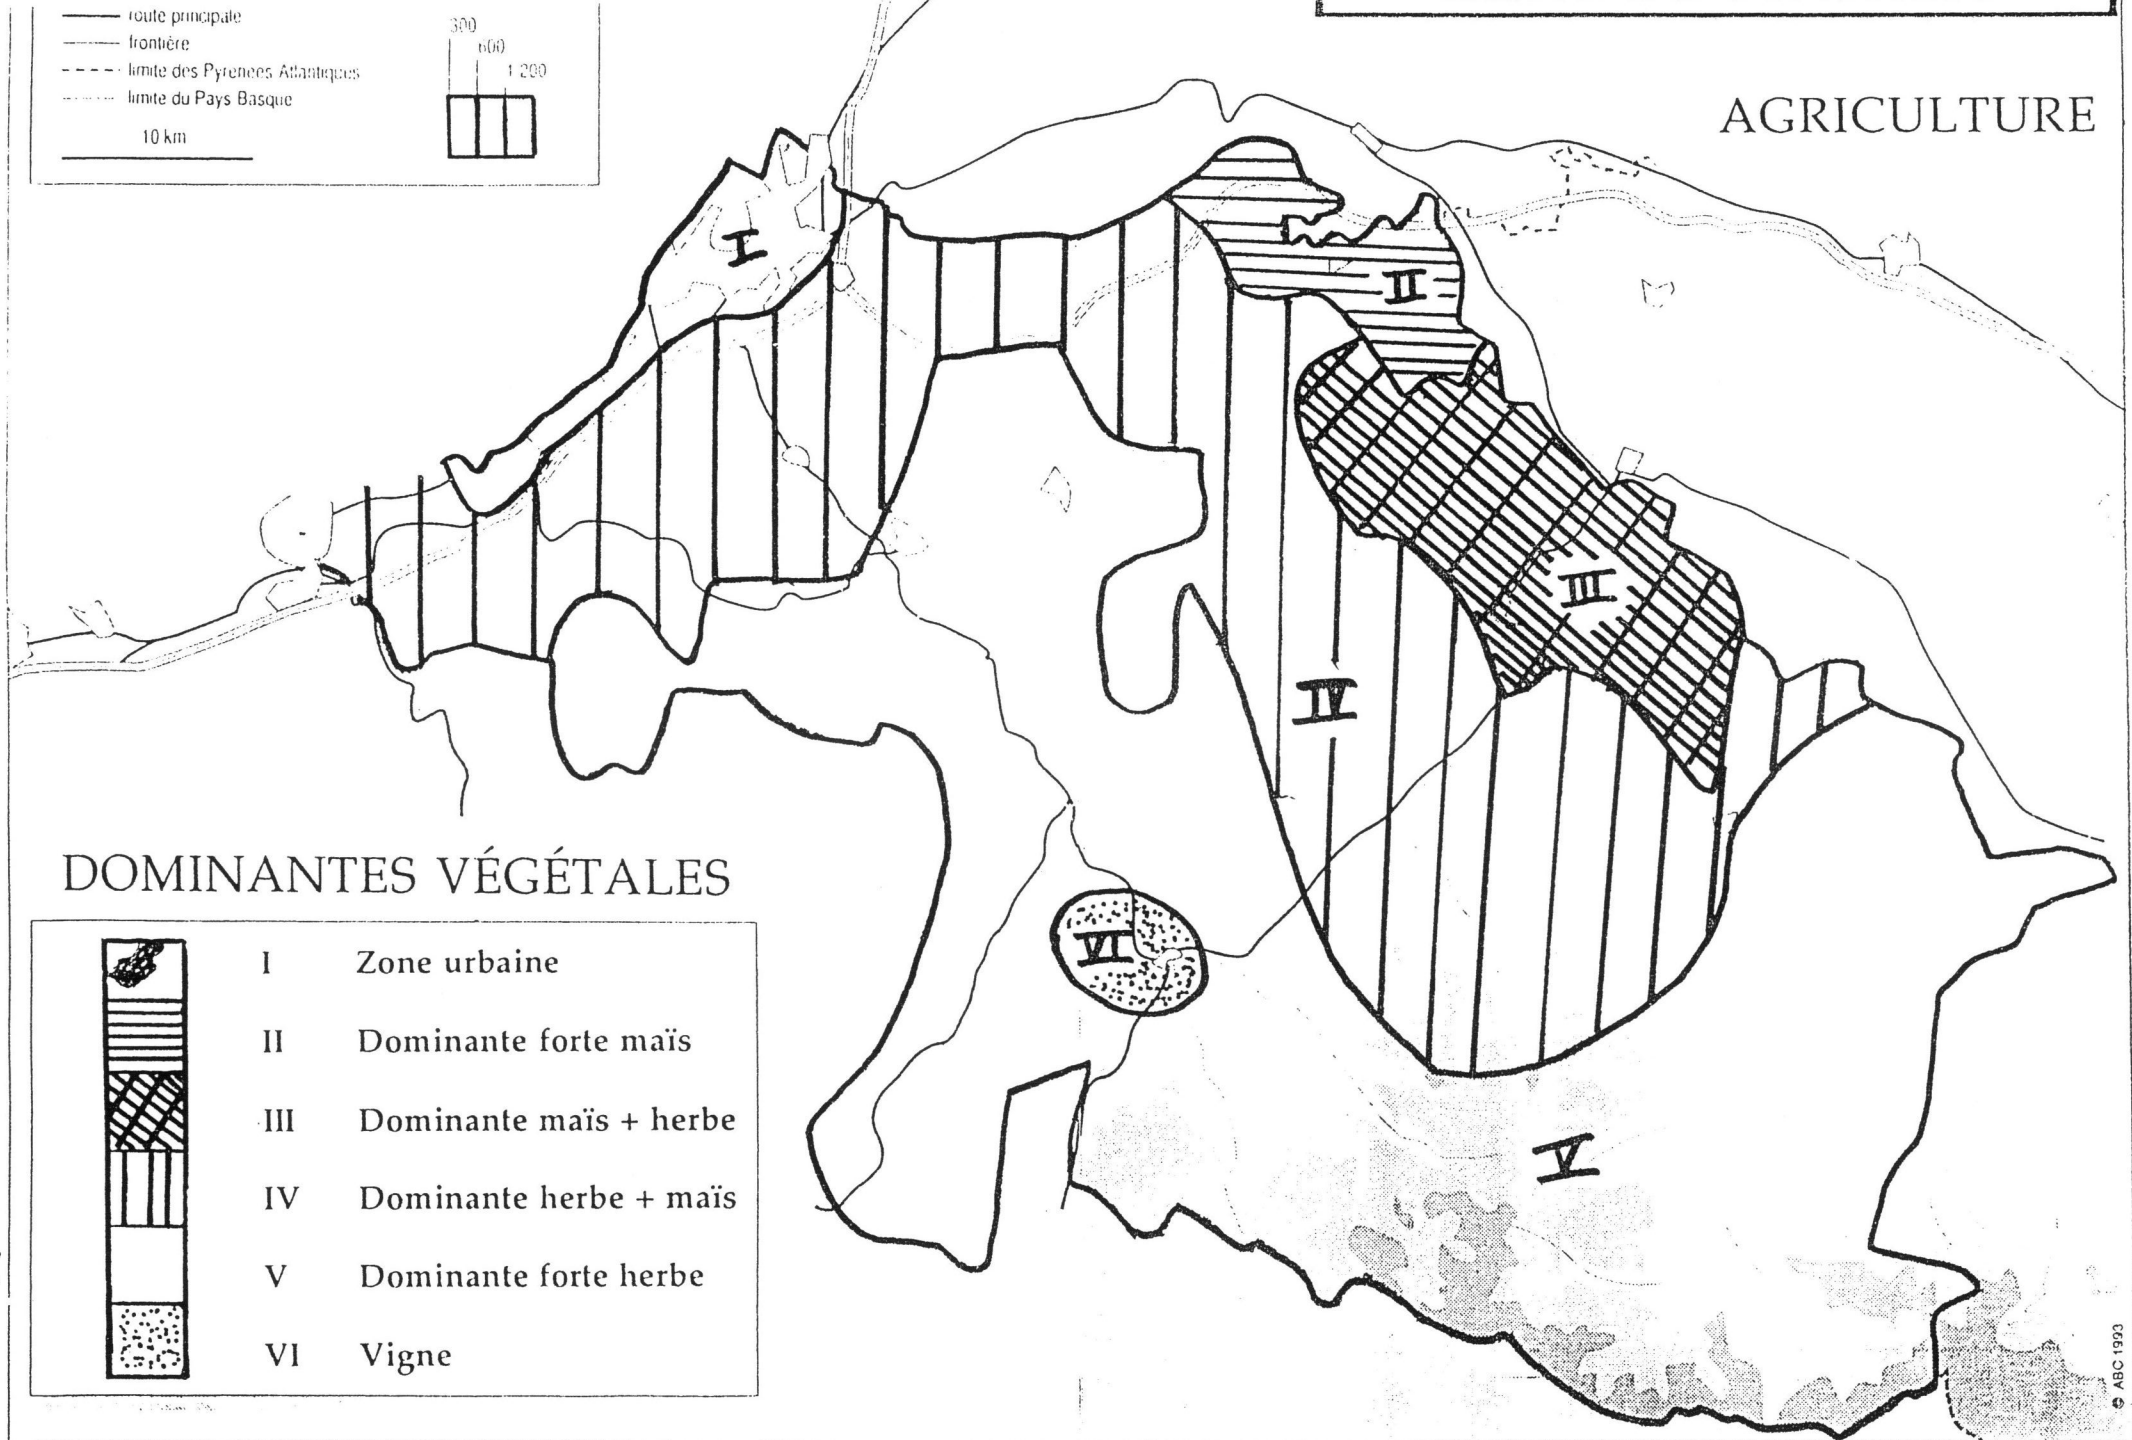 route principale
frontière
limite des Pyrenees Atlantiques
limite du Pays Basque
10 km
300
600
1 200
AGRICULTURE
I
II
III
IV
VI
V
DOMINANTES VÉGÉTALES
I Zone urbaine
II Dominante forte maïs
III Dominante maïs + herbe
IV Dominante herbe + maïs
V Dominante forte herbe
VI Vigne
© ABC 1993